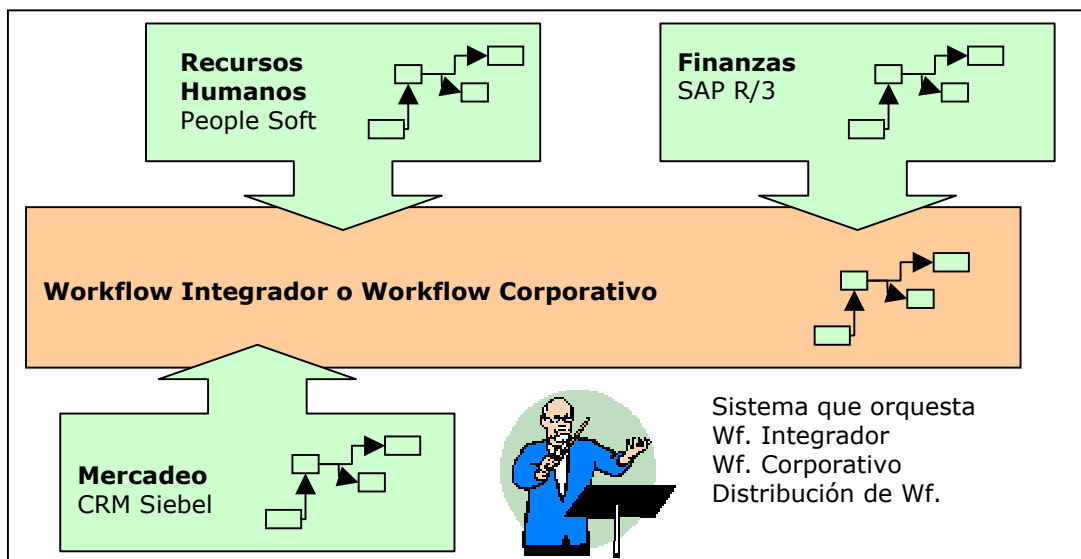 Recursos
Humanos
People Soft
Finanzas
SAP R/3
Workflow Integrador o Workflow Corporativo
Mercadeo
CRM Siebel
Sistema que orquesta
Wf. Integrador
Wf. Corporativo
Distribución de Wf.